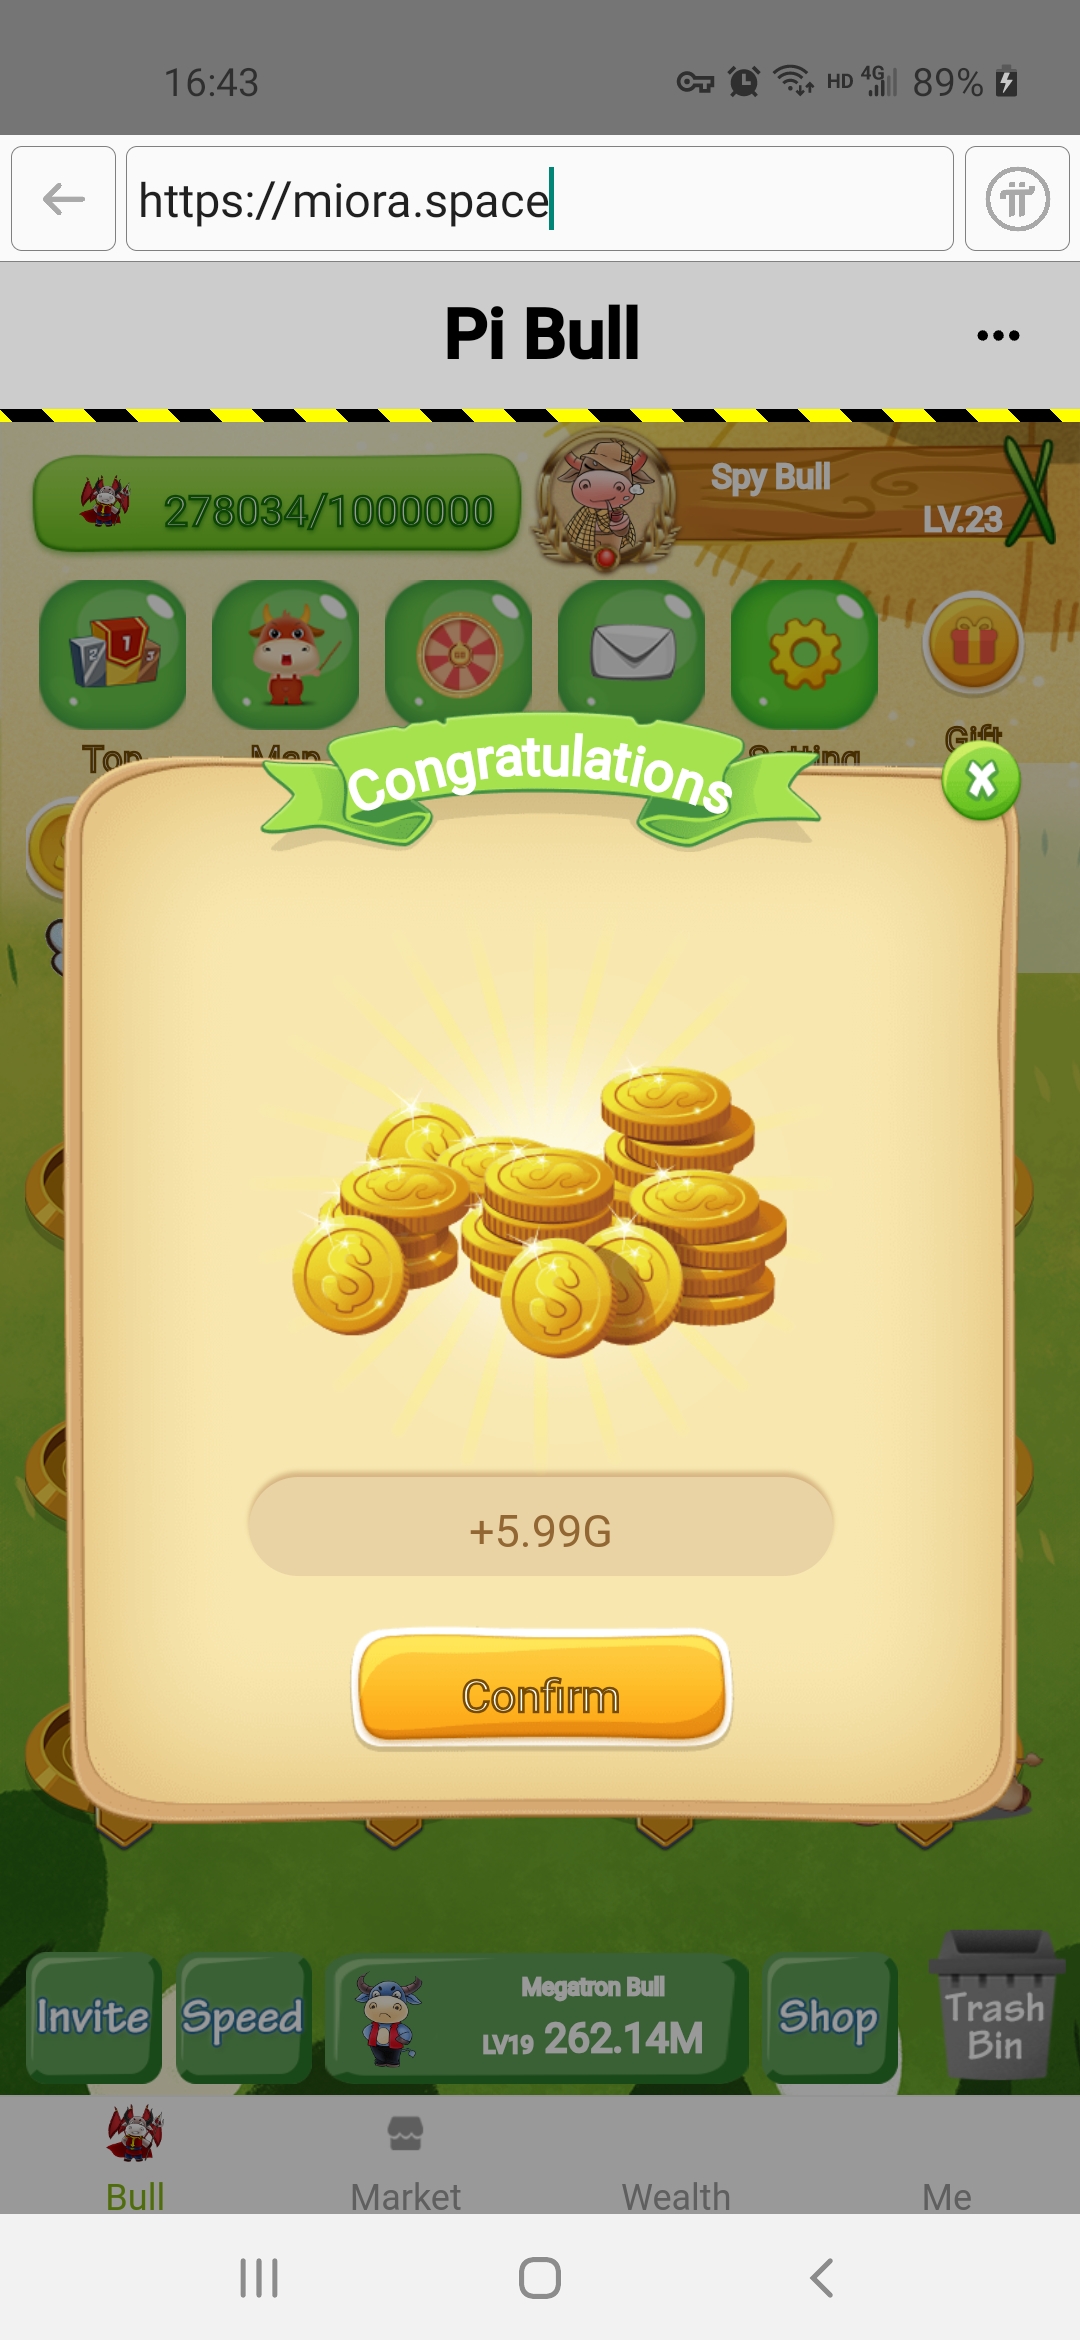 16:43
HD 4G 89%
https://miora.space
Pi Bull
278034/1000000
Spy Bull
LV.23
Top
Map
Setting
Gift
Congratulations
+5.99G
Confirm
Invite
Speed
Megatron Bull
LV19 262.14M
Shop
Trash
Bin
Bull
Market
Wealth
Me